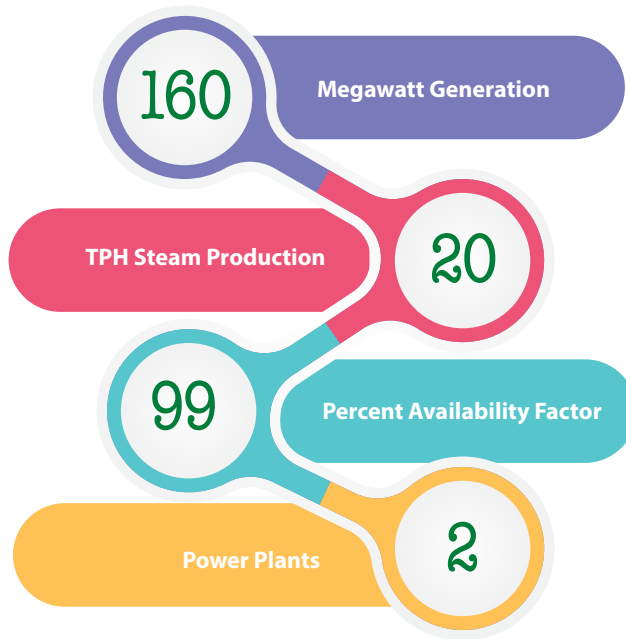 160
Megawatt Generation
TPH Steam Production
20
99
Percent Availability Factor
Power Plants
2